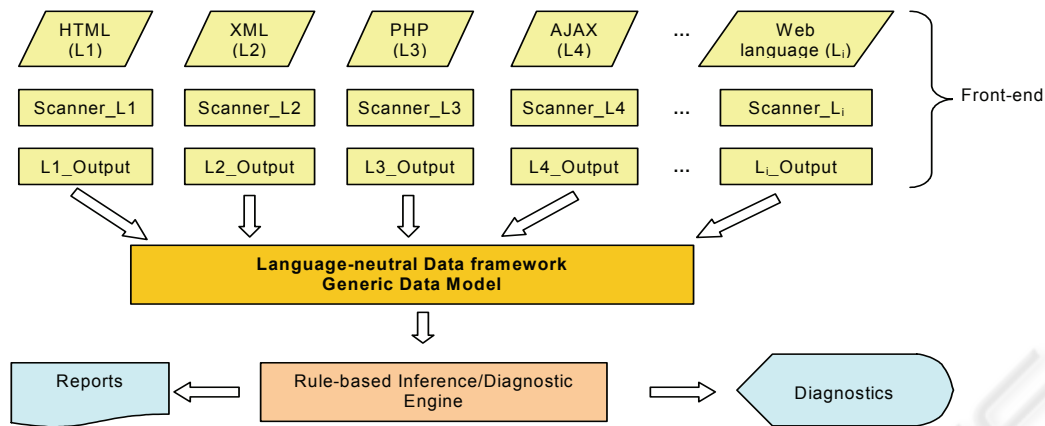 HTML
(L1)
XML
(L2)
PHP
(L3)
AJAX
(L4)
...
Web
language (Li)
Scanner_L1
Scanner_L2
Scanner_L3
Scanner_L4
...
Scanner_Li
Front-end
L1_Output
L2_Output
L3_Output
L4_Output
...
Li_Output
Language-neutral Data framework
Generic Data Model
Reports
Rule-based Inference/Diagnostic
Engine
Diagnostics